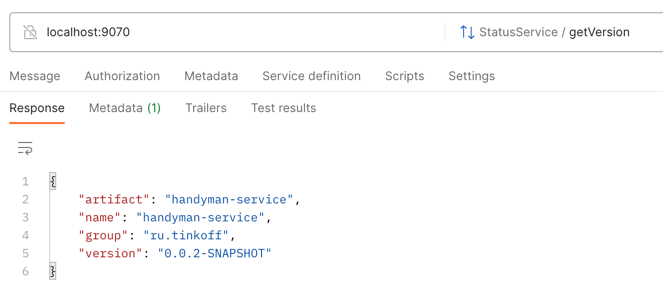 localhost:9070
StatusService / getVersion
Message Authorization Metadata Service definition Scripts Settings
Response Metadata (1) Trailers Test results
1 {
2 "artifact": "handyman-service",
3 "name": "handyman-service",
4 "group": "ru.tinkoff",
5 "version": "0.0.2-SNAPSHOT"
6 }